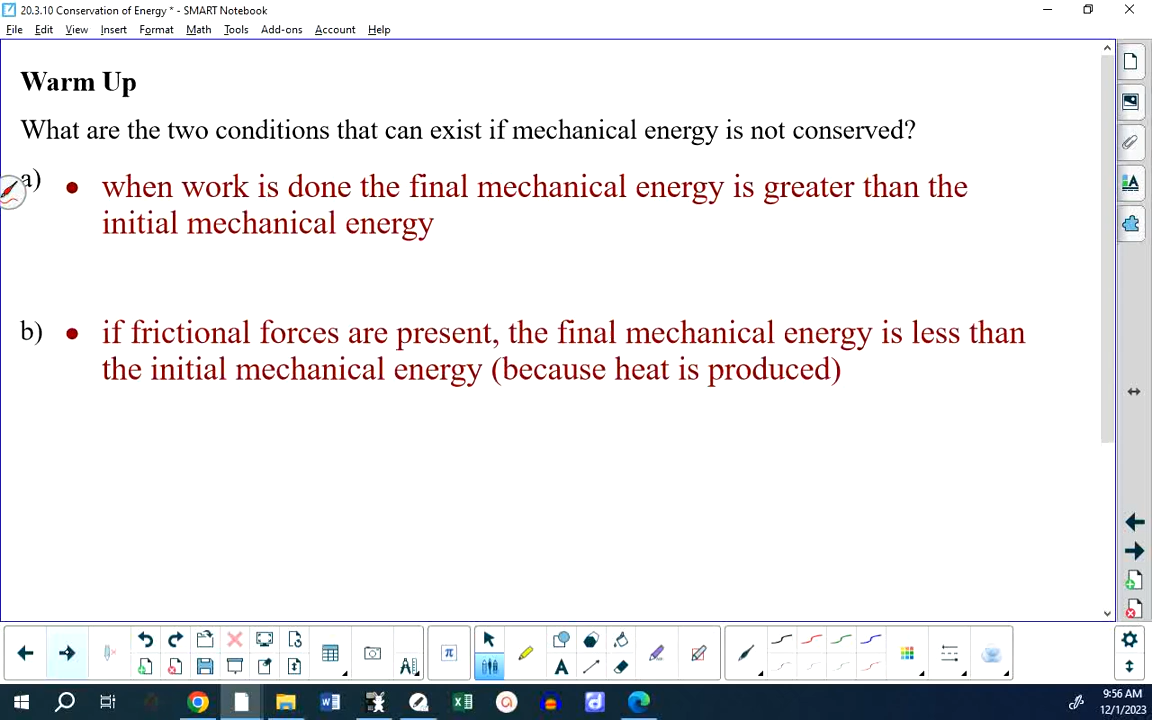 20.3.10 Conservation of Energy * - SMART Notebook
File Edit View Insert Format Math Tools Add-ons Account Help
Warm Up
What are the two conditions that can exist if mechanical energy is not conserved?
a) • when work is done the final mechanical energy is greater than the
initial mechanical energy
b) • if frictional forces are present, the final mechanical energy is less than
the initial mechanical energy (because heat is produced)
9:56 AM
12/1/2023